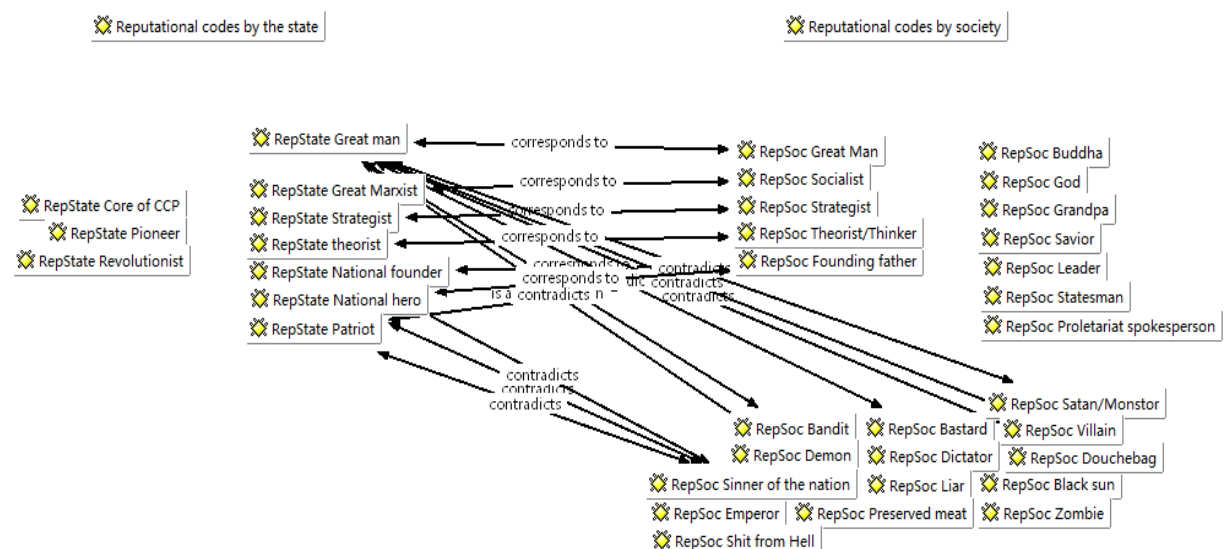 Reputational codes by the state
Reputational codes by society
RepState Great man
corresponds to
RepSoc Great Man
RepSoc Buddha
RepState Great Marxist
corresponds to
RepSoc Socialist
RepSoc God
RepState Core of CCP
RepState Strategist
corresponds to
RepSoc Strategist
RepSoc Grandpa
RepState Pioneer
RepState theorist
corresponds to
RepSoc Theorist/Thinker
RepSoc Savior
RepState Revolutionist
RepState National founder
corresponds to
contradicts
RepSoc Founding father
RepSoc Leader
RepState National hero
is a
contradicts
corresponds to
contradicts
contradicts
RepSoc Statesman
RepState Patriot
RepSoc Proletariat spokesperson
contradicts
contradicts
contradicts
RepSoc Satan/Monstor
RepSoc Bandit
RepSoc Bastard
RepSoc Villain
RepSoc Demon
RepSoc Dictator
RepSoc Douchebag
RepSoc Sinner of the nation
RepSoc Liar
RepSoc Black sun
RepSoc Emperor
RepSoc Preserved meat
RepSoc Zombie
RepSoc Shit from Hell